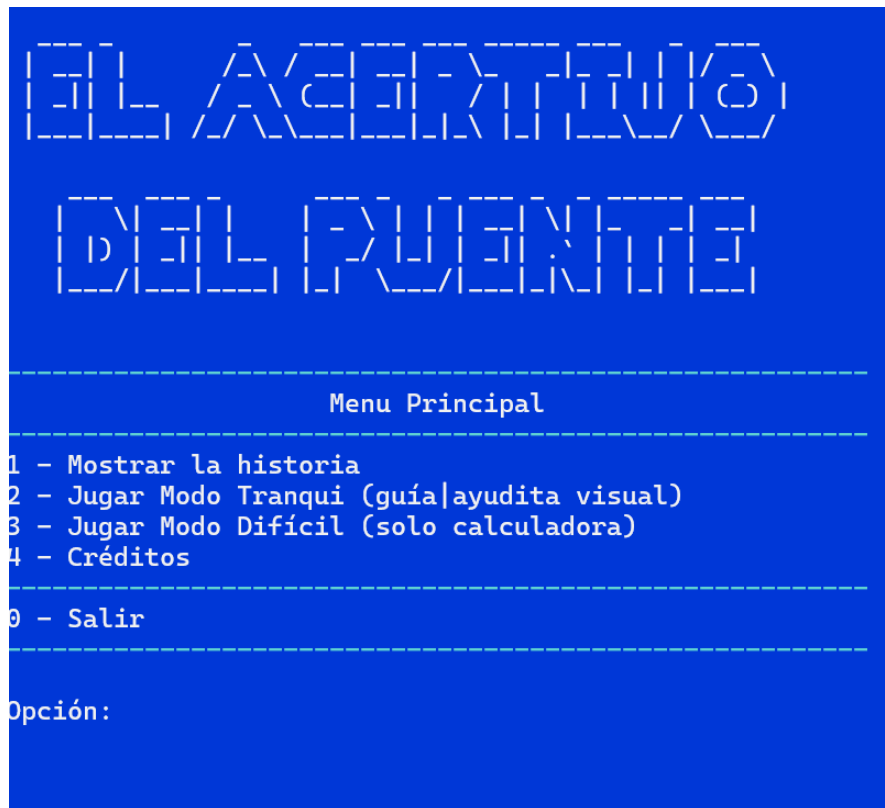 EL ACERTIJO
DEL PUENTE
Menu Principal
1 - Mostrar la historia
2 - Jugar Modo Tranqui (guía|ayudita visual)
3 - Jugar Modo Difícil (solo calculadora)
4 - Créditos
0 - Salir
Opción: